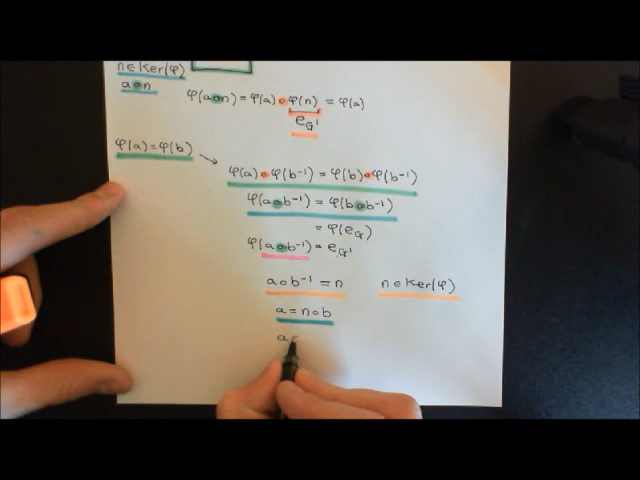 n∈Ker(φ)
a∘n
φ(a∘n) = φ(a)∘φ(n) = φ(a)
e_G'
φ(a)=φ(b)
φ(a)∘φ(b⁻¹) = φ(b)∘φ(b⁻¹)
φ(a∘b⁻¹) = φ(b∘b⁻¹)
= φ(e_G)
φ(a∘b⁻¹) = e_G'
a∘b⁻¹ = n n∈Ker(φ)
a = n∘b
a